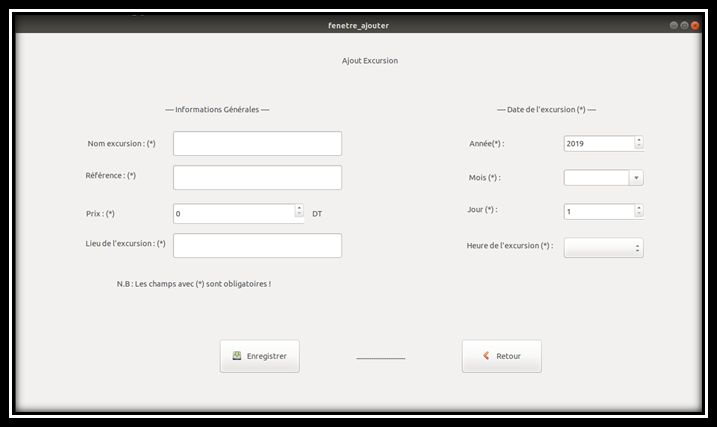 fenetre_ajouter
Ajout Excursion
--- Informations Générales ---
--- Date de l'excursion (*) ---
Nom excursion : (*)
Année(*) :
2019
Référence : (*)
Mois (*) :
Prix : (*)
0
DT
Jour (*) :
1
Lieu de l'excursion : (*)
Heure de l'excursion (*) :
N.B : Les champs avec (*) sont obligatoires !
Enregistrer
Retour